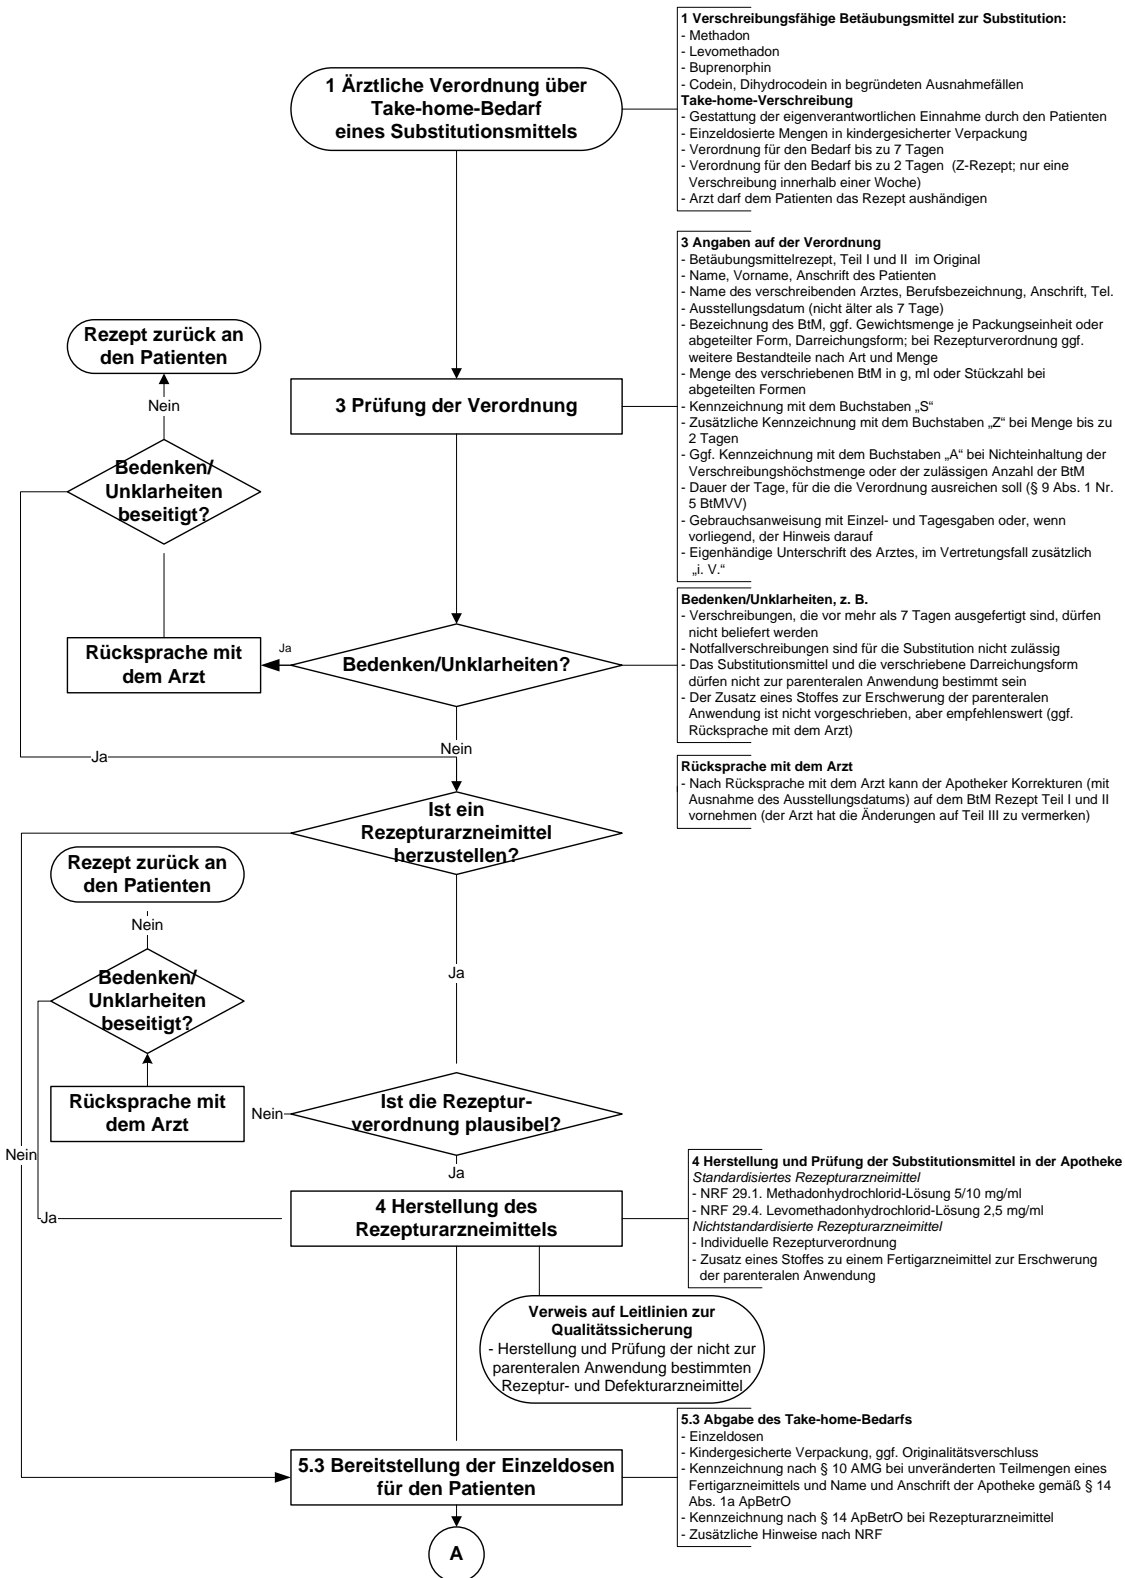 1 Ärztliche Verordnung über
Take-home-Bedarf
eines Substitutionsmittels
1 Verschreibungsfähige Betäubungsmittel zur Substitution:
- Methadon
- Levomethadon
- Buprenorphin
- Codein, Dihydrocodein in begründeten Ausnahmefällen
Take-home-Verschreibung
- Gestattung der eigenverantwortlichen Einnahme durch den Patienten
- Einzeldosierte Mengen in kindergesicherter Verpackung
- Verordnung für den Bedarf bis zu 7 Tagen
- Verordnung für den Bedarf bis zu 2 Tagen (Z-Rezept; nur eine
Verschreibung innerhalb einer Woche)
- Arzt darf dem Patienten das Rezept aushändigen
3 Prüfung der Verordnung
3 Angaben auf der Verordnung
- Betäubungsmittelrezept, Teil I und II im Original
- Name, Vorname, Anschrift des Patienten
- Name des verschreibenden Arztes, Berufsbezeichnung, Anschrift, Tel.
- Ausstellungsdatum (nicht älter als 7 Tage)
- Bezeichnung des BtM, ggf. Gewichtsmenge je Packungseinheit oder
abgeteilter Form, Darreichungsform; bei Rezepturverordnung ggf.
weitere Bestandteile nach Art und Menge
- Menge des verschriebenen BtM in g, ml oder Stückzahl bei
abgeteilten Formen
- Kennzeichnung mit dem Buchstaben „S“
- Zusätzliche Kennzeichnung mit dem Buchstaben „Z“ bei Menge bis zu
2 Tagen
- Ggf. Kennzeichnung mit dem Buchstaben „A“ bei Nichteinhaltung der
Verschreibungshöchstmenge oder der zulässigen Anzahl der BtM
- Dauer der Tage, für die die Verordnung ausreichen soll (§ 9 Abs. 1 Nr.
5 BtMVV)
- Gebrauchsanweisung mit Einzel- und Tagesgaben oder, wenn
vorliegend, der Hinweis darauf
- Eigenhändige Unterschrift des Arztes, im Vertretungsfall zusätzlich
„i. V.“
Rezept zurück an
den Patienten
Nein
Bedenken/
Unklarheiten
beseitigt?
Rücksprache mit
dem Arzt
Ja
Bedenken/Unklarheiten?
Bedenken/Unklarheiten, z. B.
- Verschreibungen, die vor mehr als 7 Tagen ausgefertigt sind, dürfen
nicht beliefert werden
- Notfallverschreibungen sind für die Substitution nicht zulässig
- Das Substitutionsmittel und die verschriebene Darreichungsform
dürfen nicht zur parenteralen Anwendung bestimmt sein
- Der Zusatz eines Stoffes zur Erschwerung der parenteralen
Anwendung ist nicht vorgeschrieben, aber empfehlenswert (ggf.
Rücksprache mit dem Arzt)
Nein
Ja
Rücksprache mit dem Arzt
- Nach Rücksprache mit dem Arzt kann der Apotheker Korrekturen (mit
Ausnahme des Ausstellungsdatums) auf dem BtM Rezept Teil I und II
vornehmen (der Arzt hat die Änderungen auf Teil III zu vermerken)
Ist ein
Rezepturarzneimittel
herzustellen?
Rezept zurück an
den Patienten
Nein
Bedenken/
Unklarheiten
beseitigt?
Ja
Rücksprache mit
dem Arzt
Nein
Ist die Rezeptur-
verordnung plausibel?
Nein
Ja
Ja
4 Herstellung des
Rezepturarzneimittels
4 Herstellung und Prüfung der Substitutionsmittel in der Apotheke
Standardisiertes Rezepturarzneimittel
- NRF 29.1. Methadonhydrochlorid-Lösung 5/10 mg/ml
- NRF 29.4. Levomethadonhydrochlorid-Lösung 2,5 mg/ml
Nichtstandardisierte Rezepturarzneimittel
- Individuelle Rezepturverordnung
- Zusatz eines Stoffes zu einem Fertigarzneimittel zur Erschwerung
der parenteralen Anwendung
Verweis auf Leitlinien zur
Qualitätssicherung
- Herstellung und Prüfung der nicht zur
parenteralen Anwendung bestimmten
Rezeptur- und Defekturarzneimittel
5.3 Bereitstellung der Einzeldosen
für den Patienten
5.3 Abgabe des Take-home-Bedarfs
- Einzeldosen
- Kindergesicherte Verpackung, ggf. Originalitätsverschluss
- Kennzeichnung nach § 10 AMG bei unveränderten Teilmengen eines
Fertigarzneimittels und Name und Anschrift der Apotheke gemäß § 14
Abs. 1a ApBetrO
- Kennzeichnung nach § 14 ApBetrO bei Rezepturarzneimittel
- Zusätzliche Hinweise nach NRF
A